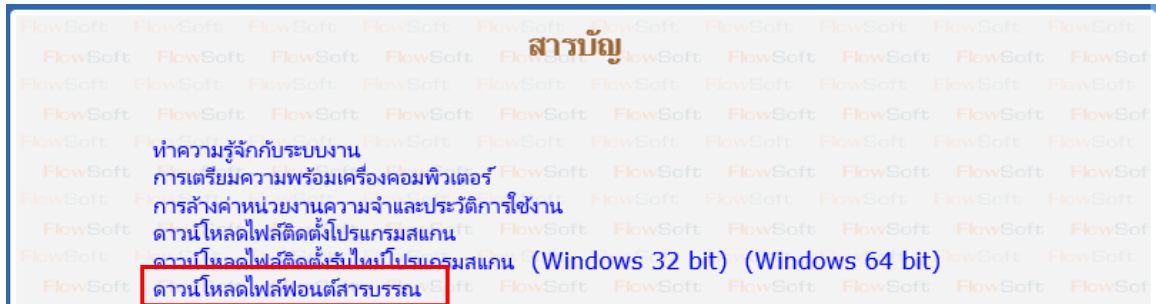 สารบัญ
ทำความรู้จักกับระบบงาน
การเตรียมความพร้อมเครื่องคอมพิวเตอร์
การล้างค่าหน่วยงานความจำและประวัติการใช้งาน
ดาวน์โหลดไฟล์ติดตั้งโปรแกรมสแกน
ดาวน์โหลดไฟล์ติดตั้งรันไทม์โปรแกรมสแกน (Windows 32 bit) (Windows 64 bit)
ดาวน์โหลดไฟล์ฟอนต์สารบรรณ